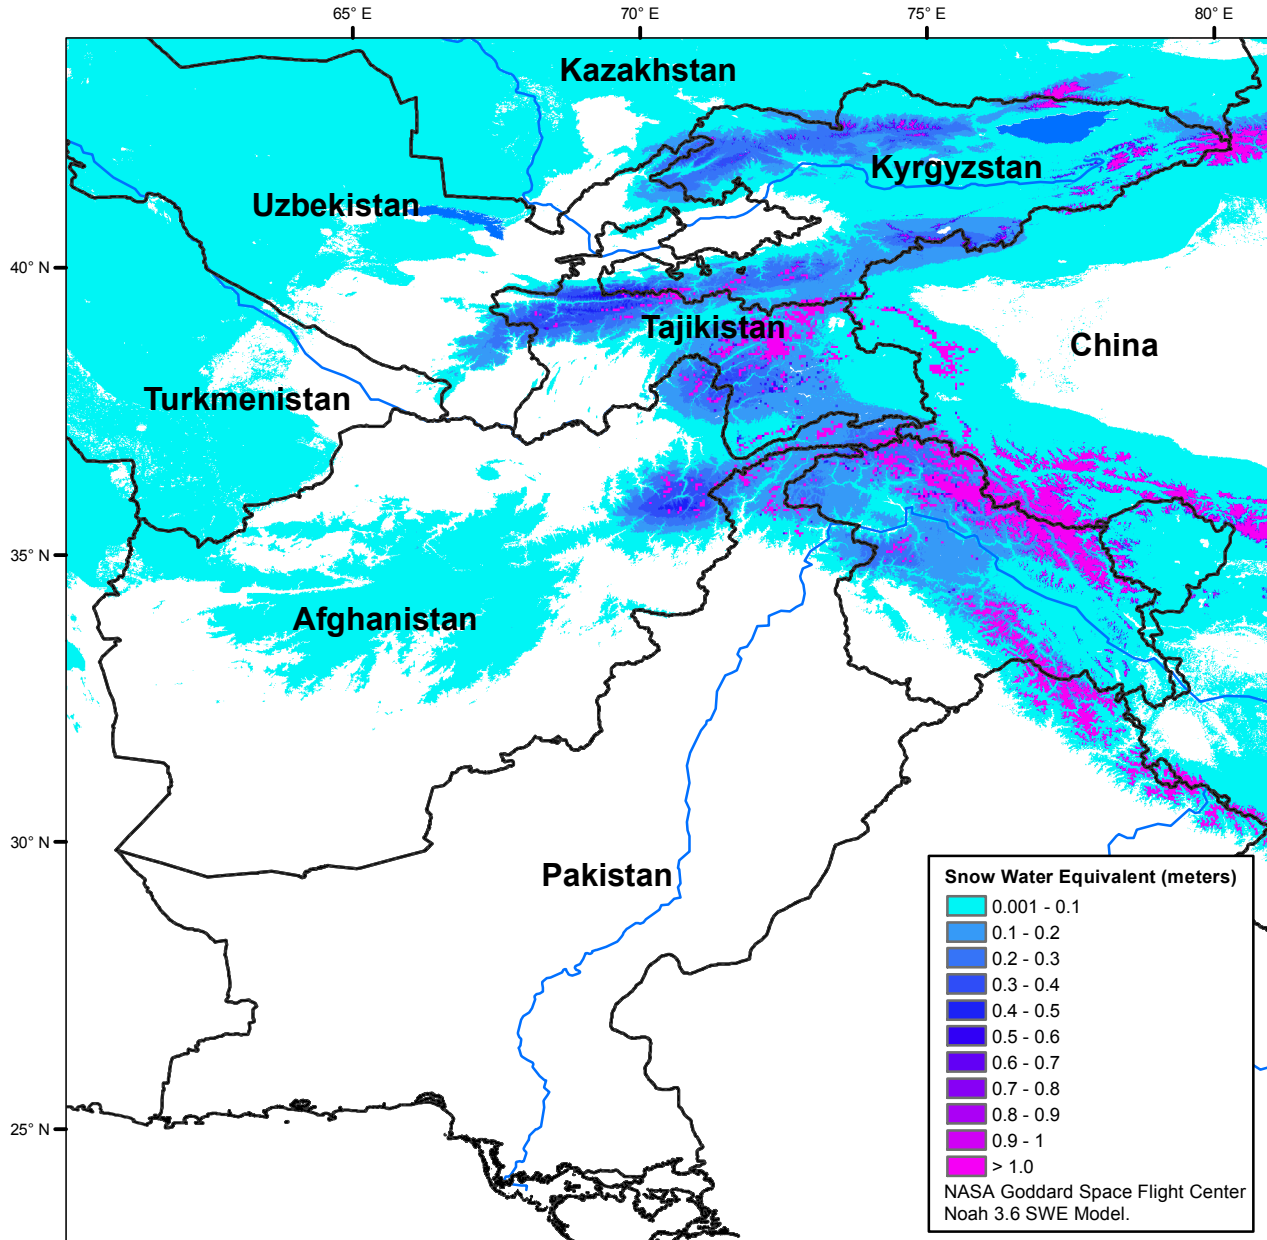 65° E 70° E 75° E 80° E
Kazakhstan
Kyrgyzstan
Uzbekistan
40° N
Tajikistan
China
Turkmenistan
35° N
Afghanistan
30° N
Pakistan
25° N
Snow Water Equivalent (meters)
0.001 - 0.1
0.1 - 0.2
0.2 - 0.3
0.3 - 0.4
0.4 - 0.5
0.5 - 0.6
0.6 - 0.7
0.7 - 0.8
0.8 - 0.9
0.9 - 1
> 1.0
NASA Goddard Space Flight Center
Noah 3.6 SWE Model.